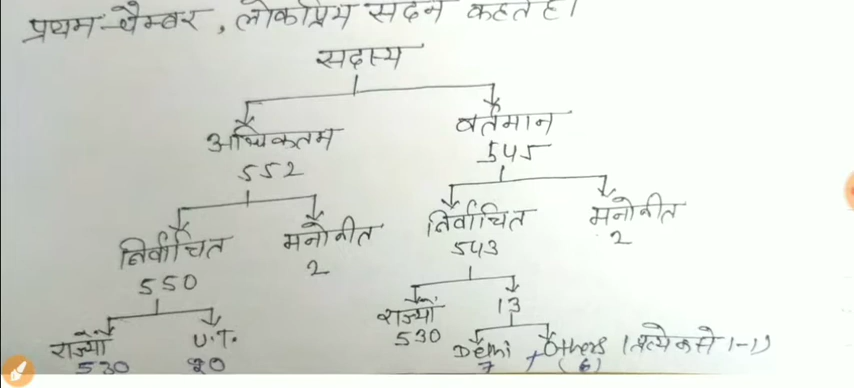 प्रथम चैम्बर, लोकप्रिय सदन कहते है।
सदस्य
अधिकतम
552
वर्तमान
545
निर्वाचित
550
मनोनीत
2
निर्वाचित
543
मनोनीत
2
राज्यों
530
U.T.
20
राज्यों
530
13
Delhi
7
+
Others (प्रत्येक से 1-1)
(6)